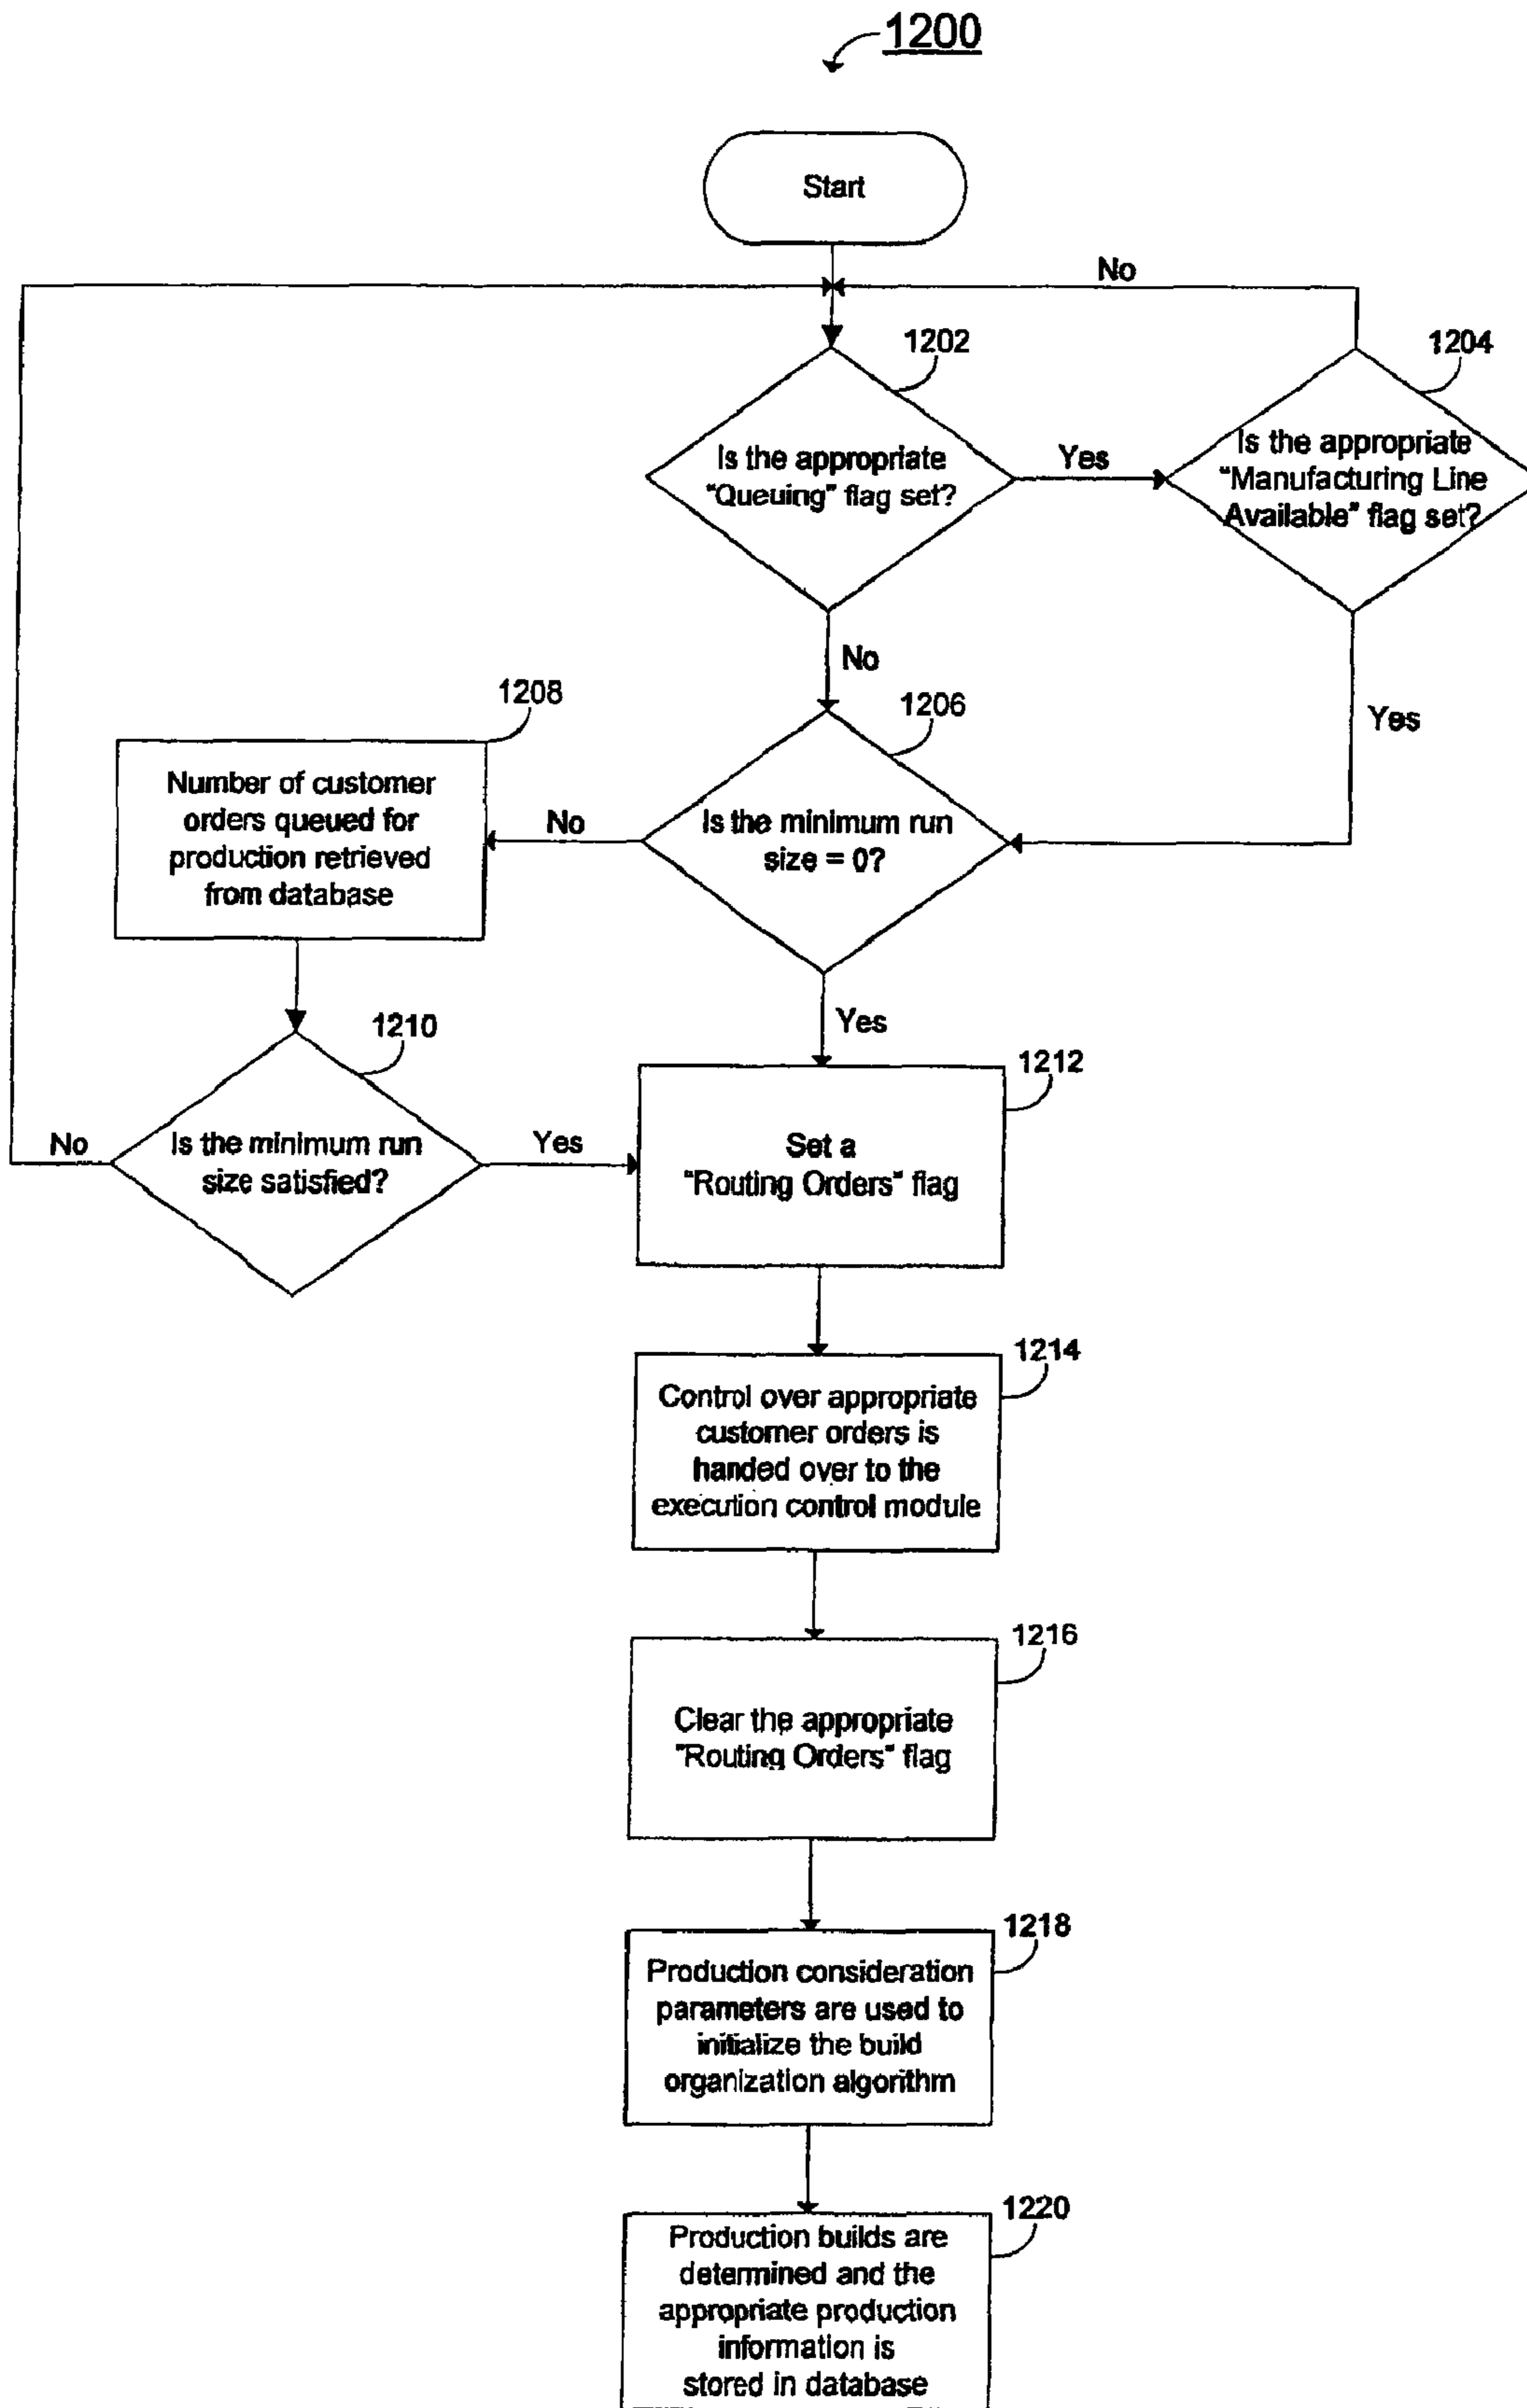 1200
Start
No
1202
1204
Is the appropriate
"Queuing" flag set?
Yes
Is the appropriate
"Manufacturing Line
Available" flag set?
No
Yes
1208
1206
Number of customer
orders queued for
production retrieved
from database
No
Is the minimum run
size = 0?
Yes
1210
1212
No
Is the minimum run
size satisfied?
Yes
Set a
"Routing Orders" flag
1214
Control over appropriate
customer orders is
handed over to the
execution control module
1216
Clear the appropriate
"Routing Orders" flag
1218
Production consideration
parameters are used to
initialize the build
organization algorithm
1220
Production builds are
determined and the
appropriate production
information is
stored in database